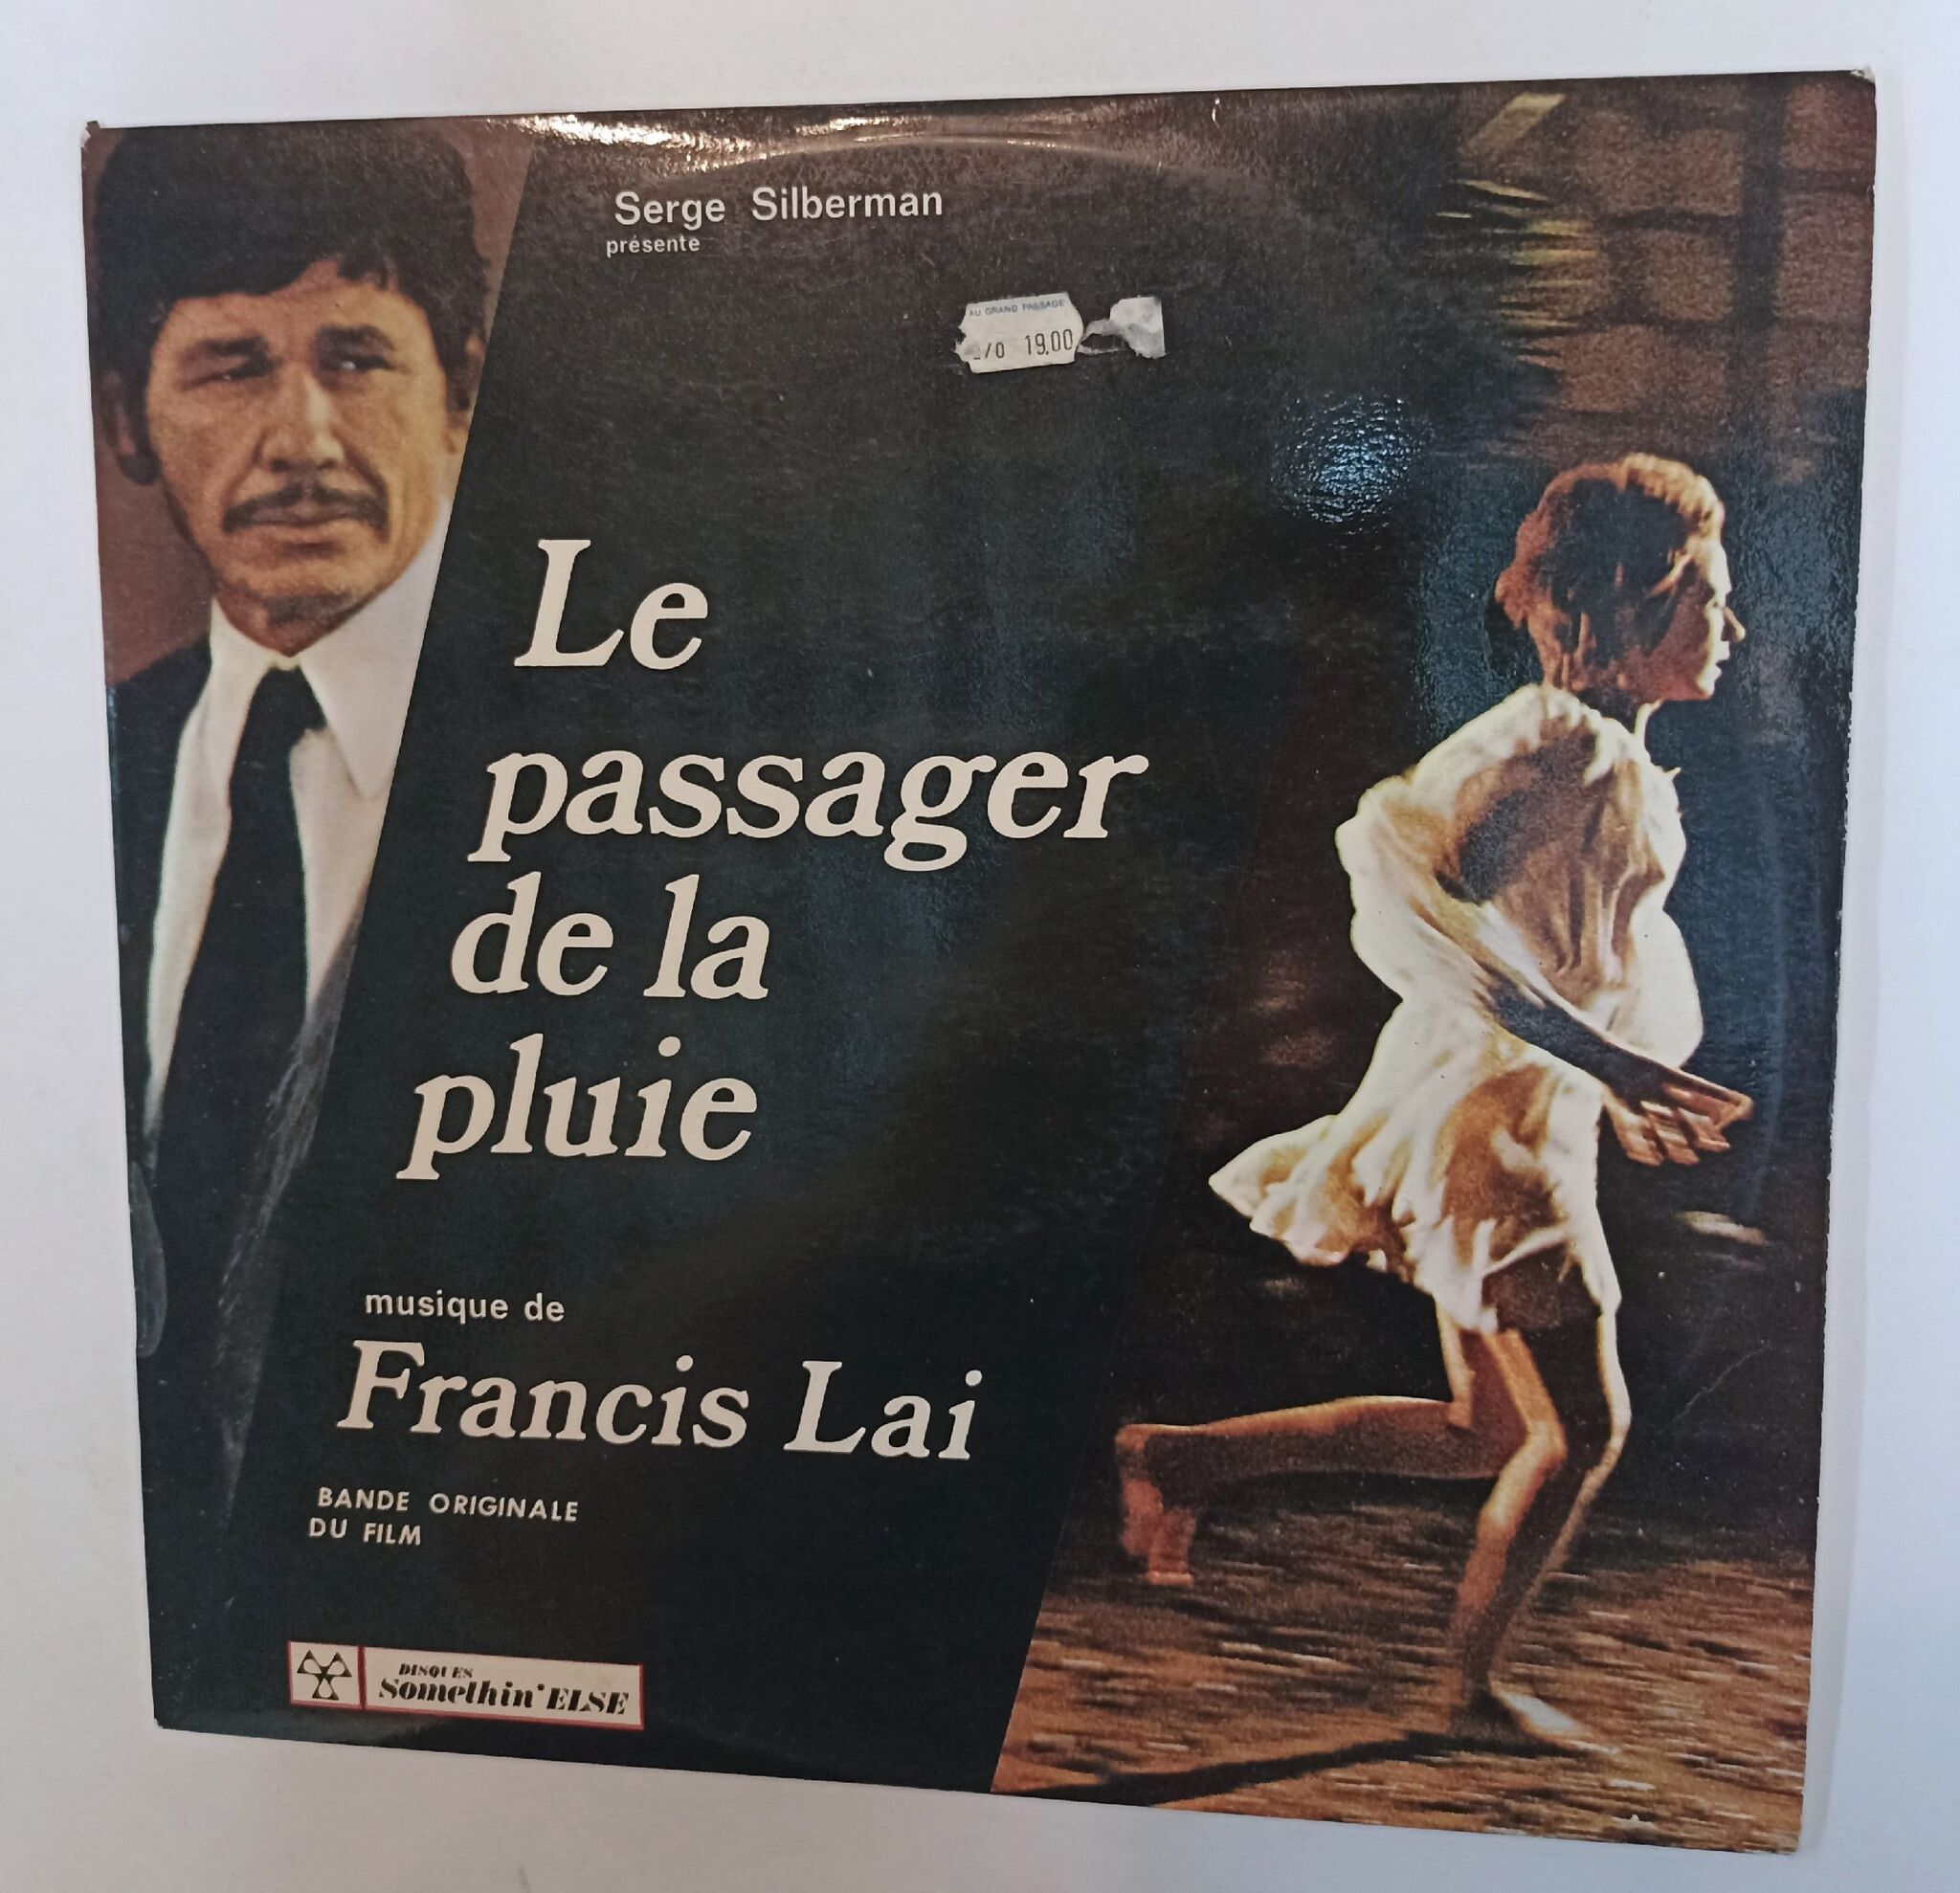 Serge Silberman
présente
AU GRAND PASSAGE
19.00
Le
passager
de la
pluie
musique de
Francis Lai
BANDE ORIGINALE
DU FILM
DISQUES
Somethin' ELSE